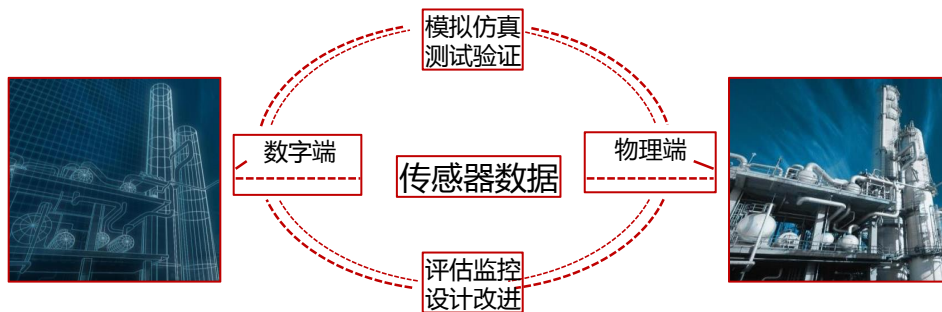 模拟仿真
测试验证
数字端
物理端
传感器数据
评估监控
设计改进